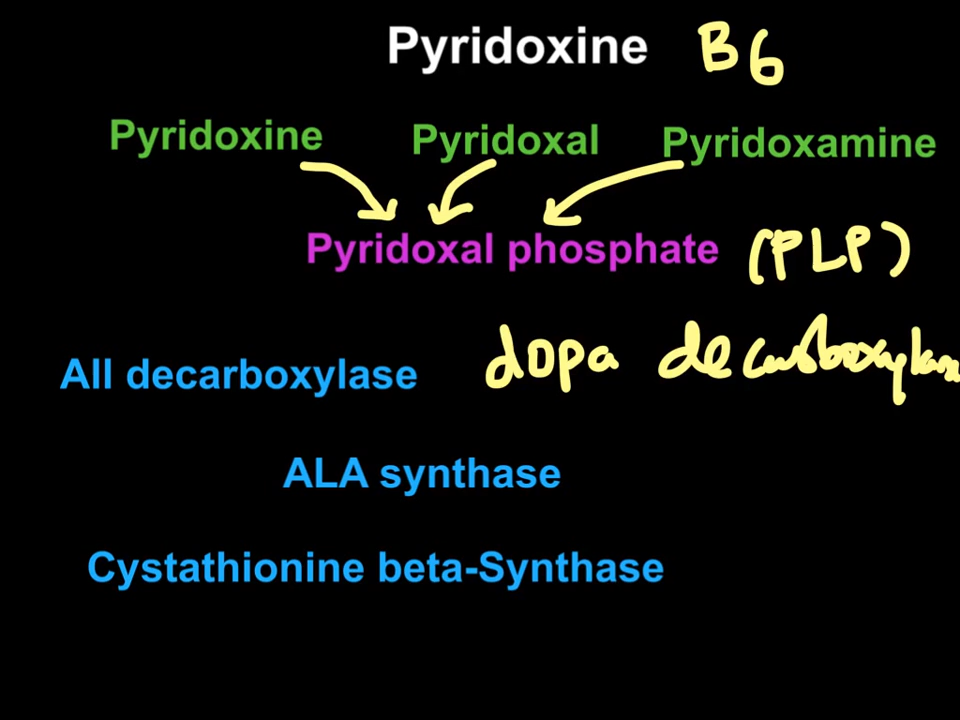 Pyridoxine B6
Pyridoxine Pyridoxal Pyridoxamine
Pyridoxal phosphate (PLP)
All decarboxylase dopa decarboxylase
ALA synthase
Cystathionine beta-Synthase